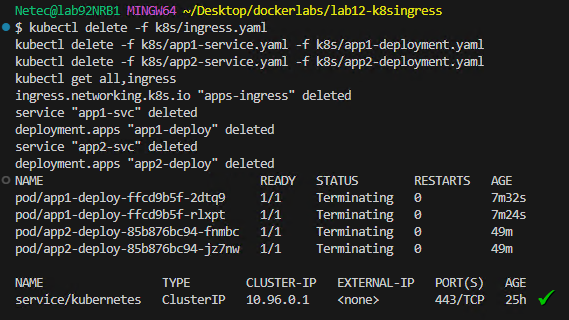 Netec@lab92NRB1 MINGW64 ~/Desktop/dockerlabs/lab12-k8singress
$ kubectl delete -f k8s/ingress.yaml
kubectl delete -f k8s/app1-service.yaml -f k8s/app1-deployment.yaml
kubectl delete -f k8s/app2-service.yaml -f k8s/app2-deployment.yaml
kubectl get all,ingress
ingress.networking.k8s.io "apps-ingress" deleted
service "app1-svc" deleted
deployment.apps "app1-deploy" deleted
service "app2-svc" deleted
deployment.apps "app2-deploy" deleted
NAME READY STATUS RESTARTS AGE
pod/app1-deploy-ffcd9b5f-2dtq9 1/1 Terminating 0 7m32s
pod/app1-deploy-ffcd9b5f-rlxpt 1/1 Terminating 0 7m24s
pod/app2-deploy-85b876bc94-fnmbc 1/1 Terminating 0 49m
pod/app2-deploy-85b876bc94-jz7nw 1/1 Terminating 0 49m
NAME TYPE CLUSTER-IP EXTERNAL-IP PORT(S) AGE
service/kubernetes ClusterIP 10.96.0.1 <none> 443/TCP 25h